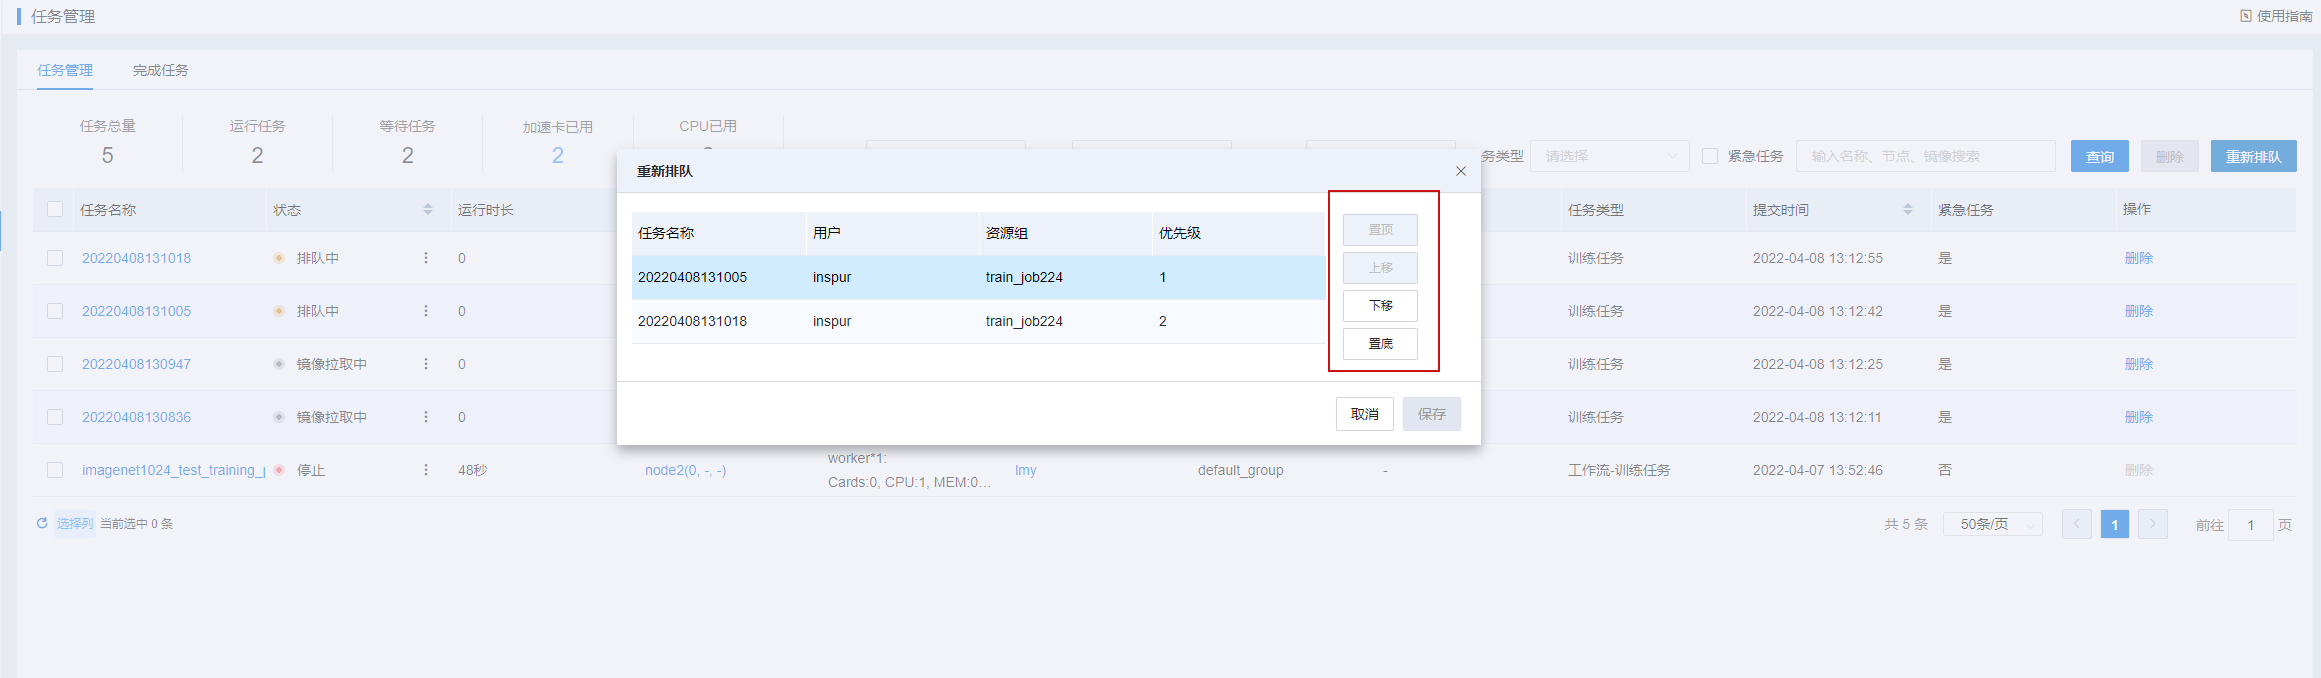 任务管理
使用指南
任务管理 完成任务
任务总量 运行任务 等待任务 加速卡已用 CPU已用
5 2 2 2
务类型 请选择 紧急任务 输入名称、节点、镜像搜索 查询 删除 重新排队
重新排队
任务名称 状态 运行时长 任务类型 提交时间 紧急任务 操作
任务名称 用户 资源组 优先级
20220408131005 inspur train_job224 1
20220408131018 inspur train_job224 2
置顶
上移
下移
置底
取消 保存
20220408131018 排队中 0 训练任务 2022-04-08 13:12:55 是 删除
20220408131005 排队中 0 训练任务 2022-04-08 13:12:42 是 删除
20220408130947 镜像拉取中 0 训练任务 2022-04-08 13:12:25 是 删除
20220408130836 镜像拉取中 0 训练任务 2022-04-08 13:12:11 是 删除
imagenet1024_test_training_ 停止 48秒 node2(0, -, -) worker*1: lmy default_group - 工作流-训练任务 2022-04-07 13:52:46 否 删除
Cards:0, CPU:1, MEM:0...
选择列 当前选中 0 条 共 5 条 50条/页 1 前往 1 页